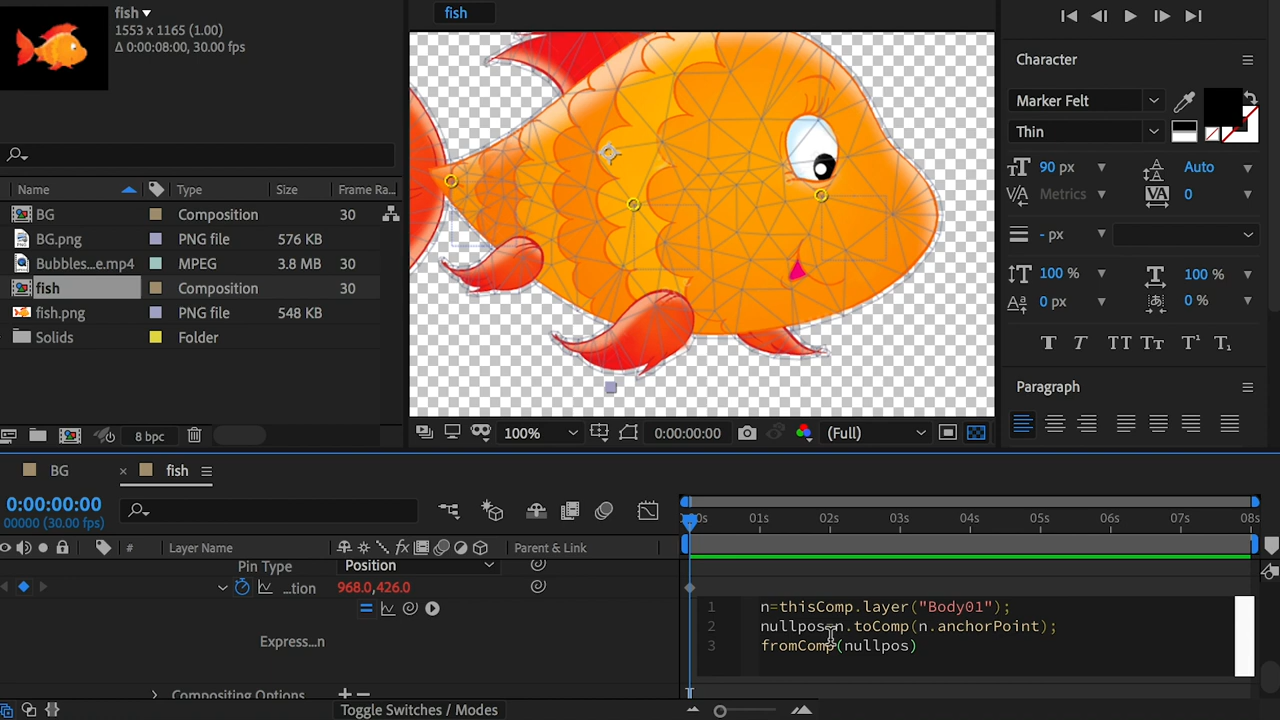 fish
1553 x 1165 (1.00)
Δ 0:00:08:00, 30.00 fps
Name Type Size Frame Ra...
BG Composition 30
BG.png PNG file 576 KB
Bubbles...e.mp4 MPEG 3.8 MB 30
fish Composition 30
fish.png PNG file 548 KB
Solids Folder
8 bpc
fish
100% 0:00:00:00 (Full)
Character
Marker Felt
Thin
90 px Auto
Metrics 0
- px
100 % 100 %
0 px 0 %
T T TT Tт T¹ T₁
Paragraph
BG × fish
0:00:00:00
00000 (30.00 fps)
# Layer Name fx Parent & Link
:00s 01s 02s 03s 04s 05s 06s 07s 08s
Pin Type Position
...tion 968.0,426.0
Express...n
1 n=thisComp.layer("Body01");
2 nullpos=n.toComp(n.anchorPoint);
3 fromComp(nullpos)
Compositing Options + −
Toggle Switches / Modes